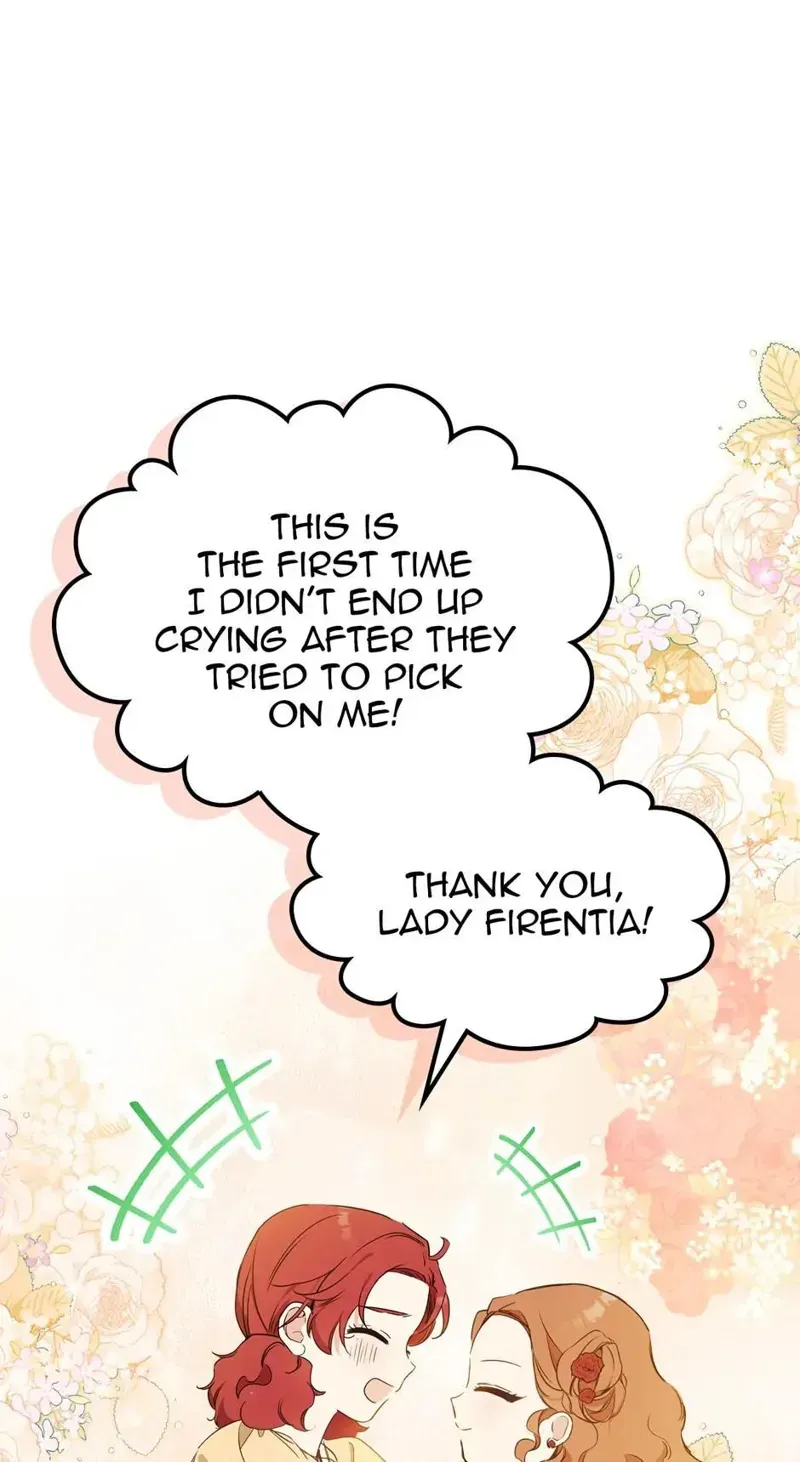 THIS IS
THE FIRST TIME
I DIDN'T END UP
CRYING AFTER THEY
TRIED TO PICK
ON ME!
THANK YOU,
LADY FIRENTIA!